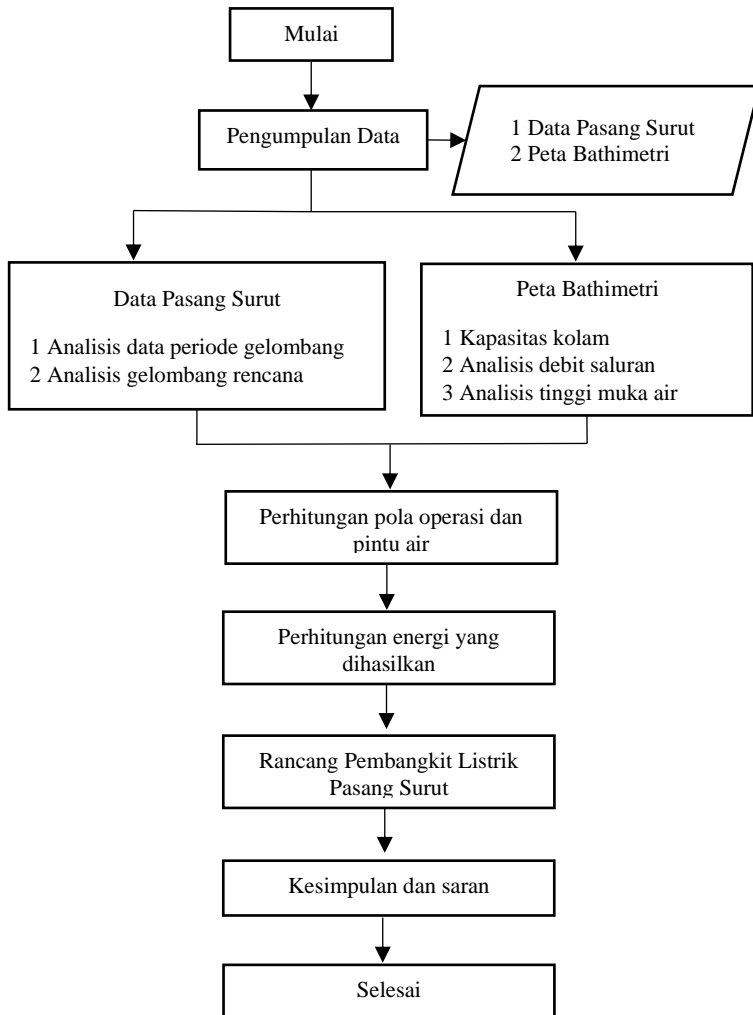 Mulai
Pengumpulan Data
1 Data Pasang Surut
2 Peta Bathimetri
Data Pasang Surut
1 Analisis data periode gelombang
2 Analisis gelombang rencana
Peta Bathimetri
1 Kapasitas kolam
2 Analisis debit saluran
3 Analisis tinggi muka air
Perhitungan pola operasi dan
pintu air
Perhitungan energi yang
dihasilkan
Rancang Pembangkit Listrik
Pasang Surut
Kesimpulan dan saran
Selesai